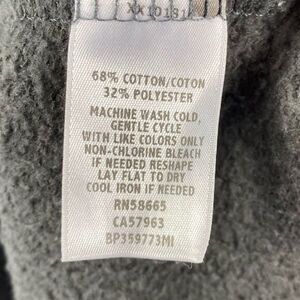 XX10131
68% COTTON/COTON
32% POLYESTER
MACHINE WASH COLD,
GENTLE CYCLE
WITH LIKE COLORS ONLY
NON-CHLORINE BLEACH
IF NEEDED RESHAPE
LAY FLAT TO DRY
COOL IRON IF NEEDED
RN58665
CA57963
BP359773MI